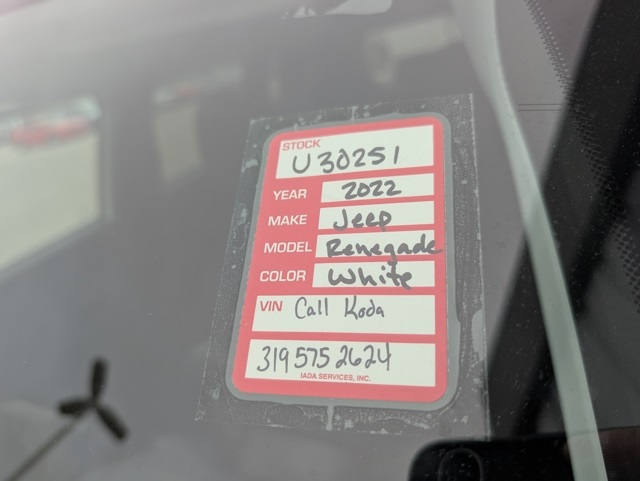 STOCK
U30251
YEAR 2022
MAKE Jeep
MODEL Renegade
COLOR White
VIN Call Koda
319 575 2624
IADA SERVICES, INC.